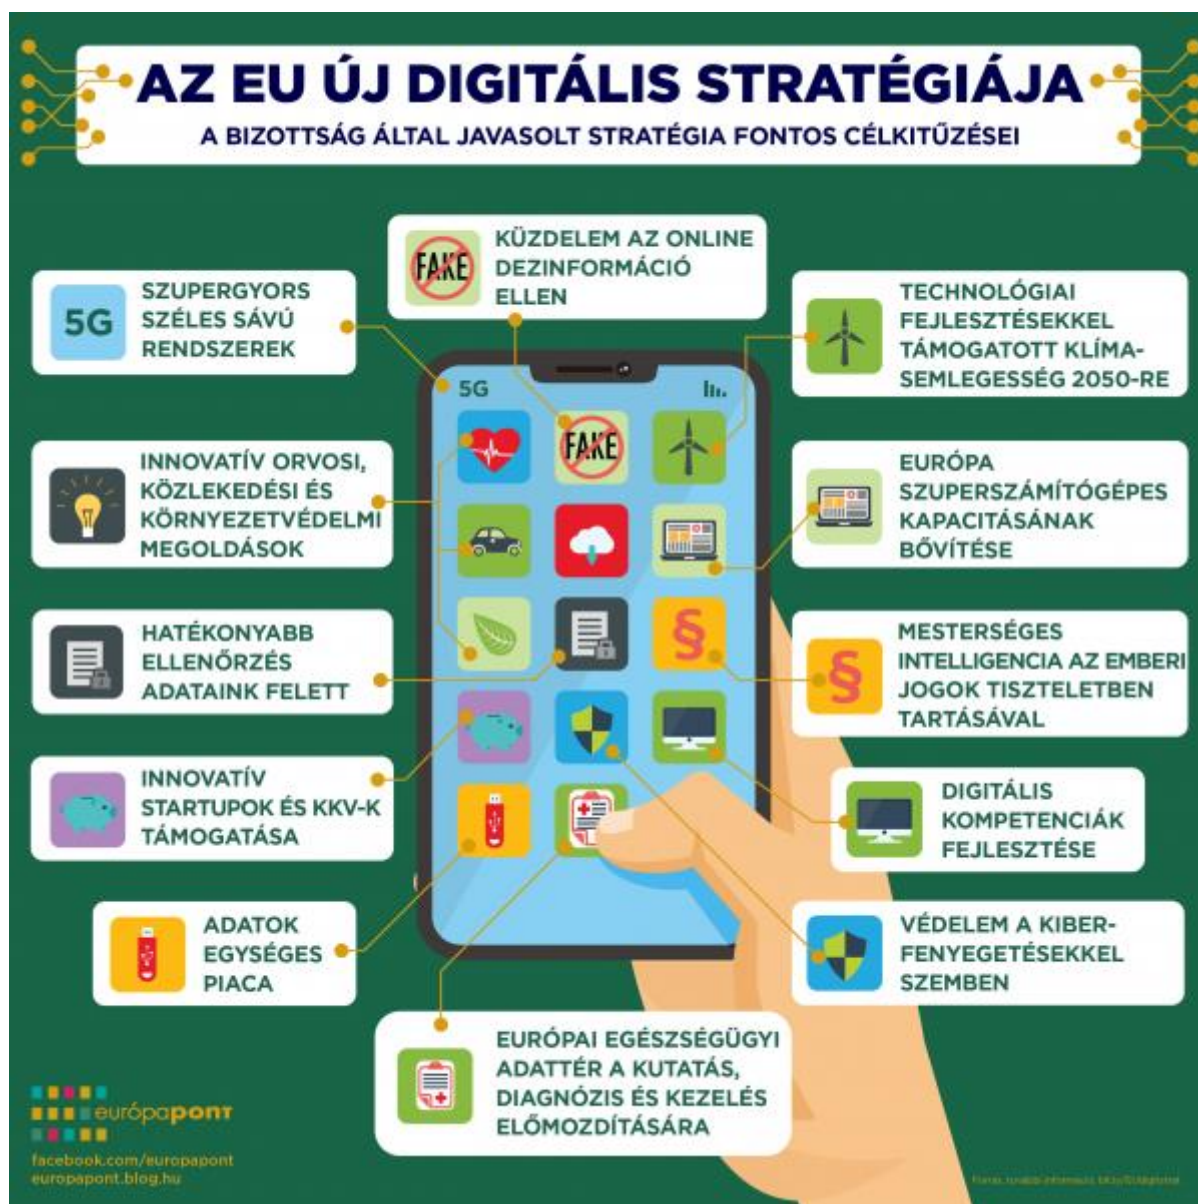 AZ EU ÚJ DIGITÁLIS STRATÉGIÁJA
A BIZOTTSÁG ÁLTAL JAVASOLT STRATÉGIA FONTOS CÉLKITŰZÉSEI
FAKE
KÜZDELEM AZ ONLINE
DEZINFORMÁCIÓ
ELLEN
5G
SZUPERGYORS
SZÉLES SÁVÚ
RENDSZEREK
TECHNOLÓGIAI
FEJLESZTÉSEKKEL
TÁMOGATOTT KLÍMA-
SEMLEGESSÉG 2050-RE
5G
FAKE
INNOVATÍV ORVOSI,
KÖZLEKEDÉSI ÉS
KÖRNYEZETVÉDELMI
MEGOLDÁSOK
EURÓPA
SZUPERSZÁMÍTÓGÉPES
KAPACITÁSÁNAK
BŐVÍTÉSE
HATÉKONYABB
ELLENŐRZÉS
ADATAINK FELETT
§
§
MESTERSÉGES
INTELLIGENCIA AZ EMBERI
JOGOK TISZTELETBEN
TARTÁSÁVAL
INNOVATÍV
STARTUPOK ÉS KKV-K
TÁMOGATÁSA
DIGITÁLIS
KOMPETENCIÁK
FEJLESZTÉSE
ADATOK
EGYSÉGES
PIACA
VÉDELEM A KIBER-
FENYEGETÉSEKKEL
SZEMBEN
EURÓPAI EGÉSZSÉGÜGYI
ADATTÉR A KUTATÁS,
DIAGNÓZIS ÉS KEZELÉS
ELŐMOZDÍTÁSÁRA
európapont
facebook.com/europapont
europapont.blog.hu